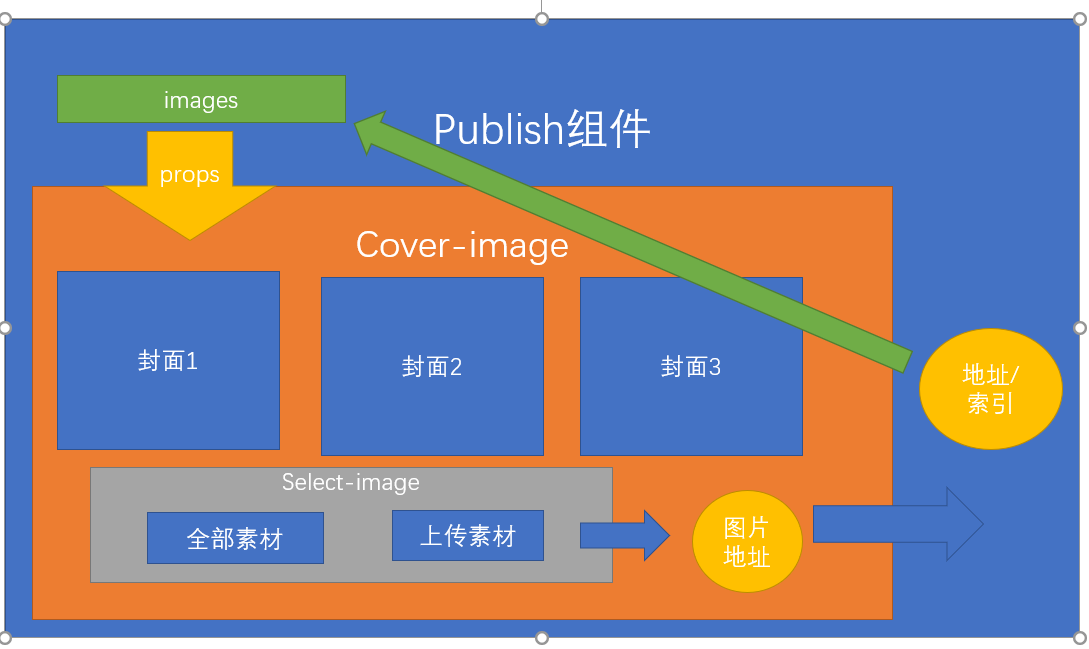 images
Publish组件
props
Cover-image
封面1
封面2
封面3
地址/
索引
Select-image
全部素材
上传素材
图片
地址